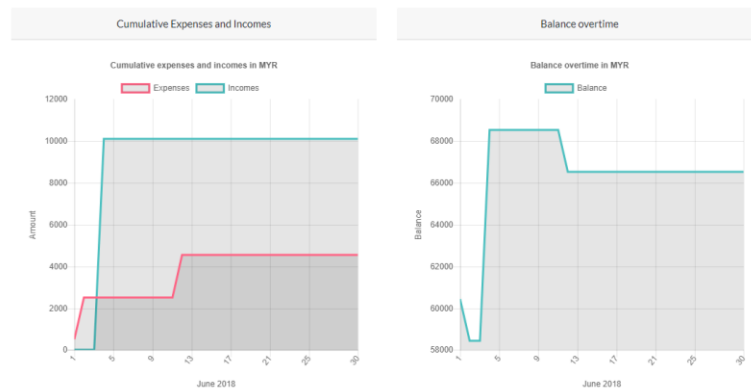 Cumulative Expenses and Incomes
Cumulative expenses and incomes in MYR
Expenses Incomes
12000
10000
8000
6000
4000
2000
0
Amount
1 5 9 13 17 21 25 30
June 2018
Balance overtime
Balance overtime in MYR
Balance
70000
68000
66000
64000
62000
60000
58000
Balance
1 5 9 13 17 21 25 30
June 2018